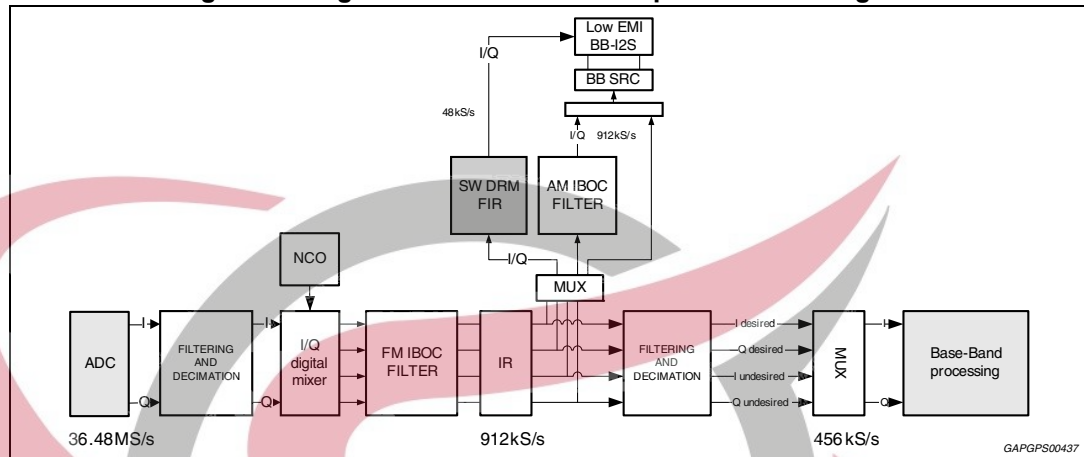 Low EMI
BB-I2S
I/Q
BB SRC
48kS/s
I/Q
912kS/s
SW DRM
FIR
AM IBOC
FILTER
NCO
I/Q
MUX
ADC
I
Q
FILTERING
AND
DECIMATION
I
Q
I/Q
digital
mixer
FM IBOC
FILTER
IR
FILTERING
AND
DECIMATION
I desired
Q desired
I undesired
Q undesired
MUX
I
Q
Base-Band
processing
36.48MS/s
912kS/s
456kS/s
GAPGPS00437